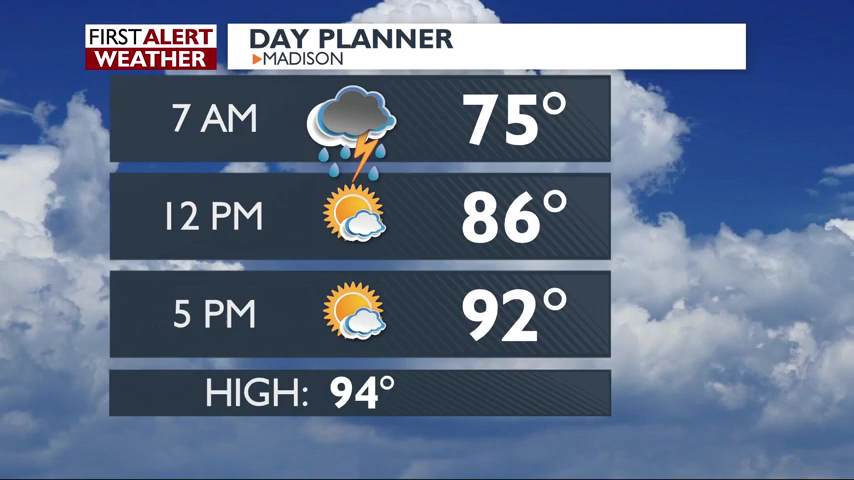 FIRST ALERT
WEATHER
DAY PLANNER
MADISON
7 AM 75°
12 PM 86°
5 PM 92°
HIGH: 94°